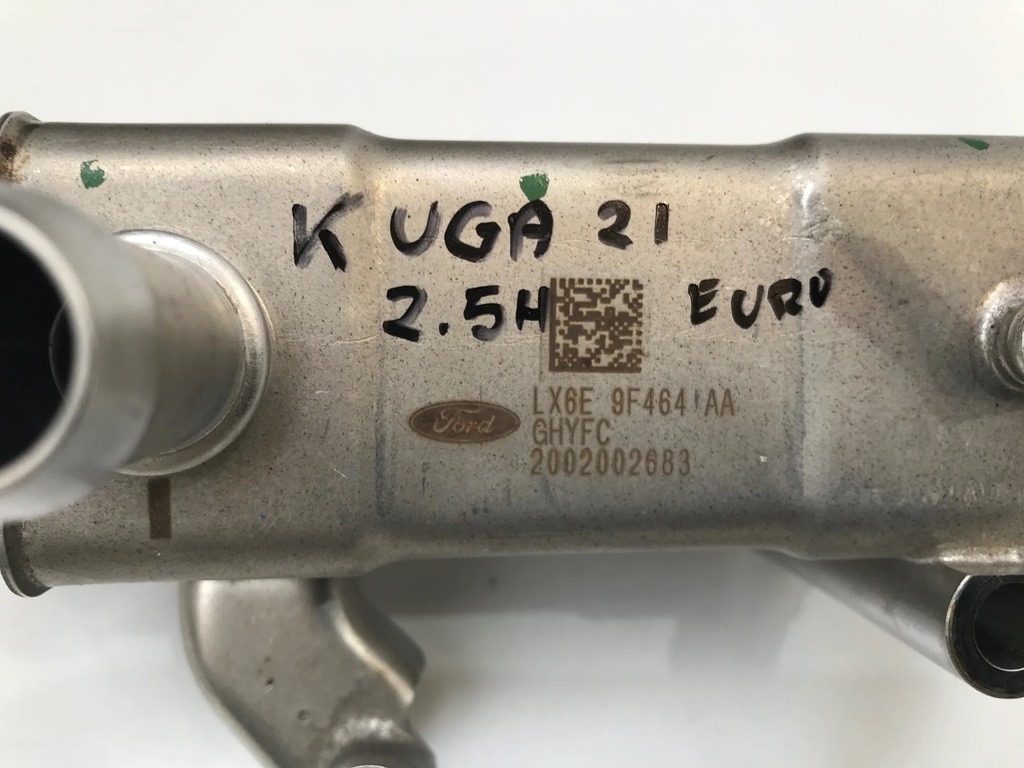 KUGA 21
2.5H EURO
Ford
LX6E 9F464 AA
GHYFC
2002002683